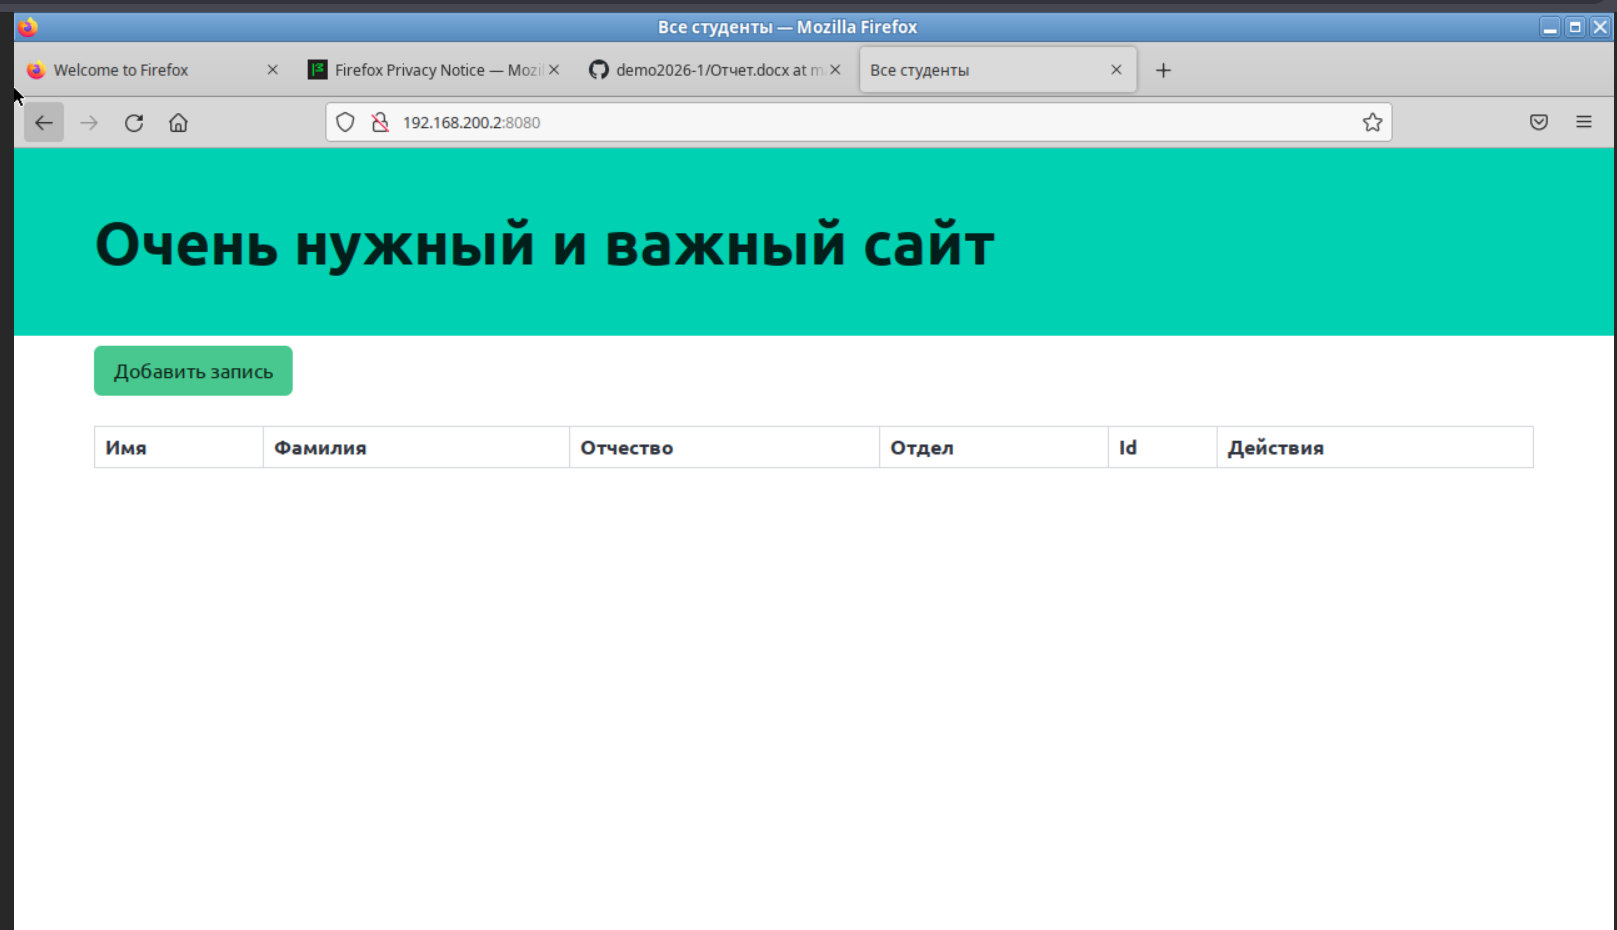 Все студенты — Mozilla Firefox
Welcome to Firefox
Firefox Privacy Notice — Mozil
demo2026-1/Отчет.docx at m
Все студенты
192.168.200.2:8080
Очень нужный и важный сайт
Добавить запись
Имя Фамилия Отчество Отдел Id Действия